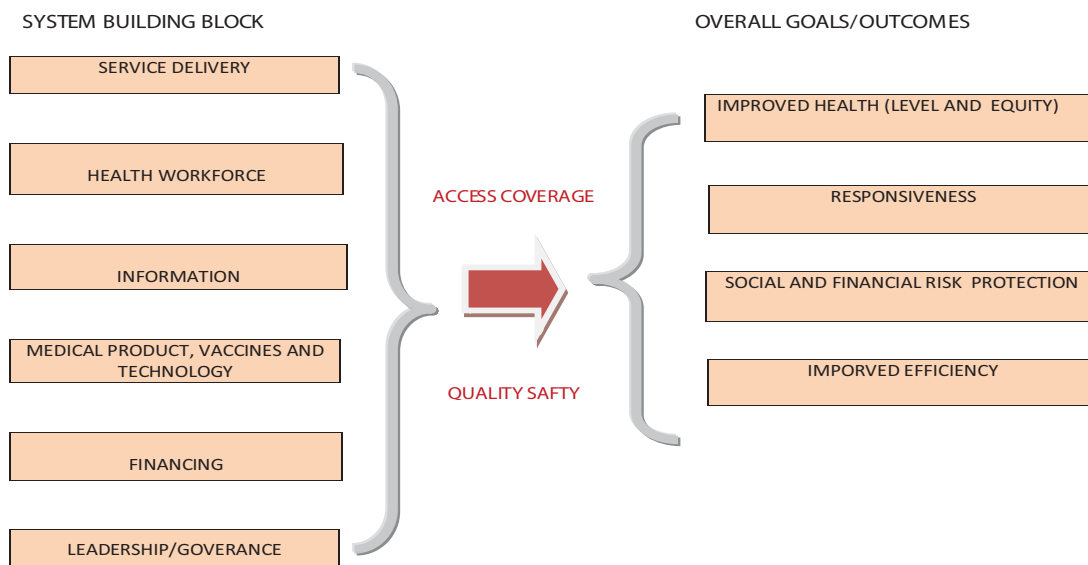 SYSTEM BUILDING BLOCK
SERVICE DELIVERY
HEALTH WORKFORCE
INFORMATION
MEDICAL PRODUCT, VACCINES AND
TECHNOLOGY
FINANCING
LEADERSHIP/GOVERANCE
ACCESS COVERAGE
QUALITY SAFTY
OVERALL GOALS/OUTCOMES
IMPROVED HEALTH (LEVEL AND EQUITY)
RESPONSIVENESS
SOCIAL AND FINANCIAL RISK PROTECTION
IMPORVED EFFICIENCY